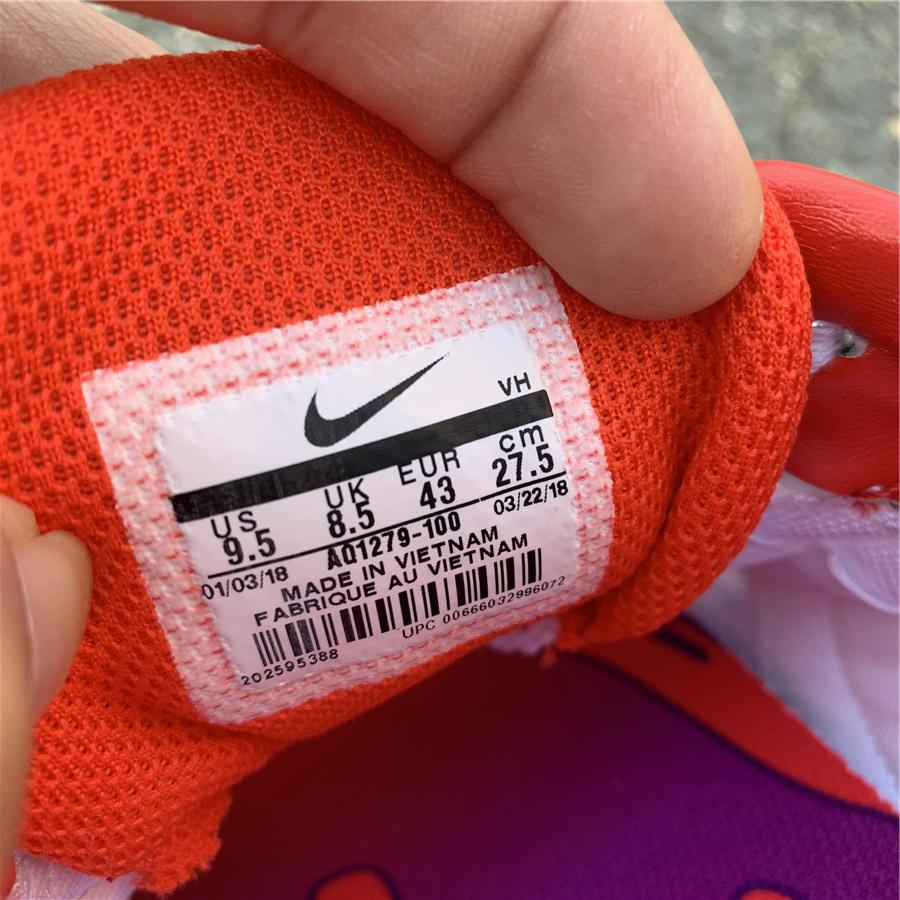 VH
US UK EUR cm
9.5 8.5 43 27.5
01/03/18 AO1279-100 03/22/18
MADE IN VIETNAM
FABRIQUE AU VIETNAM
202595388 UPC 00666032996072